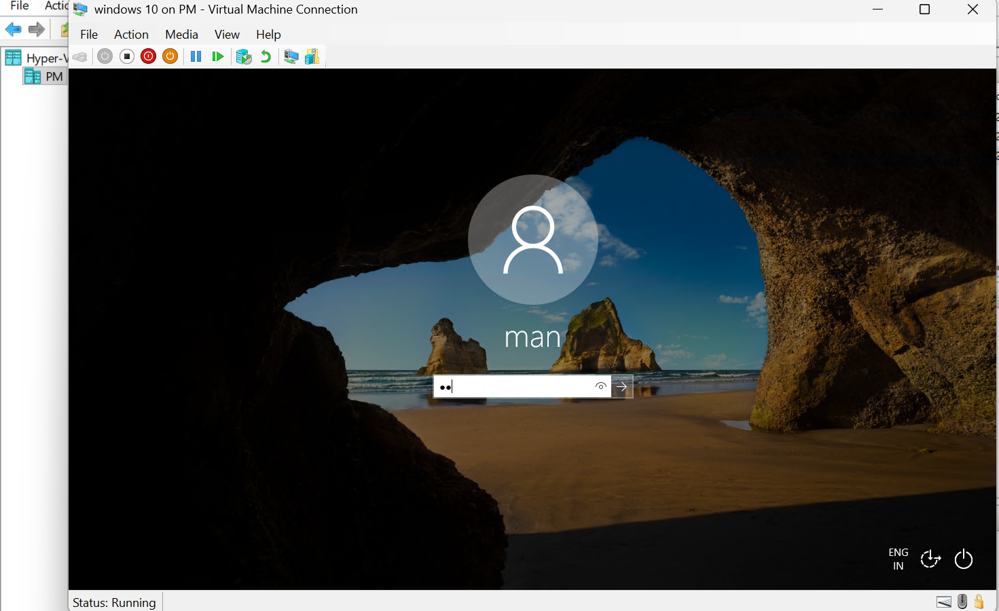 File Actic
windows 10 on PM - Virtual Machine Connection
File Action Media View Help
Hyper-V
PM
man
ENG
IN
Status: Running